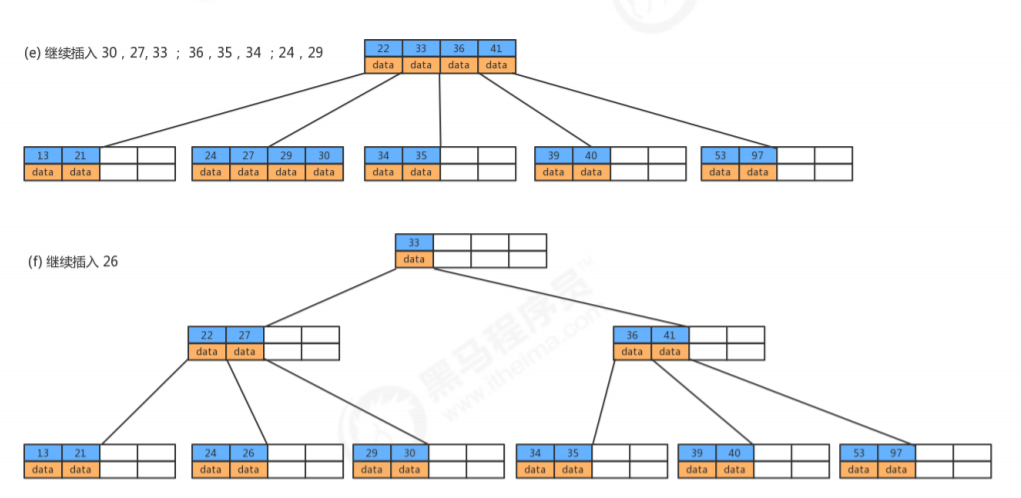 (e) 继续插入 30 , 27, 33 ; 36 , 35 , 34 ; 24 , 29
22 33 36 41
data data data data
13 21 24 27 29 30 34 35 39 40 53 97
data data data data data data data data data data data data
(f) 继续插入 26
33
data
22 27 36 41
data data data data
13 21 24 26 29 30 34 35 39 40 53 97
data data data data data data data data data data data data
黑马程序员™
www.itheima.com